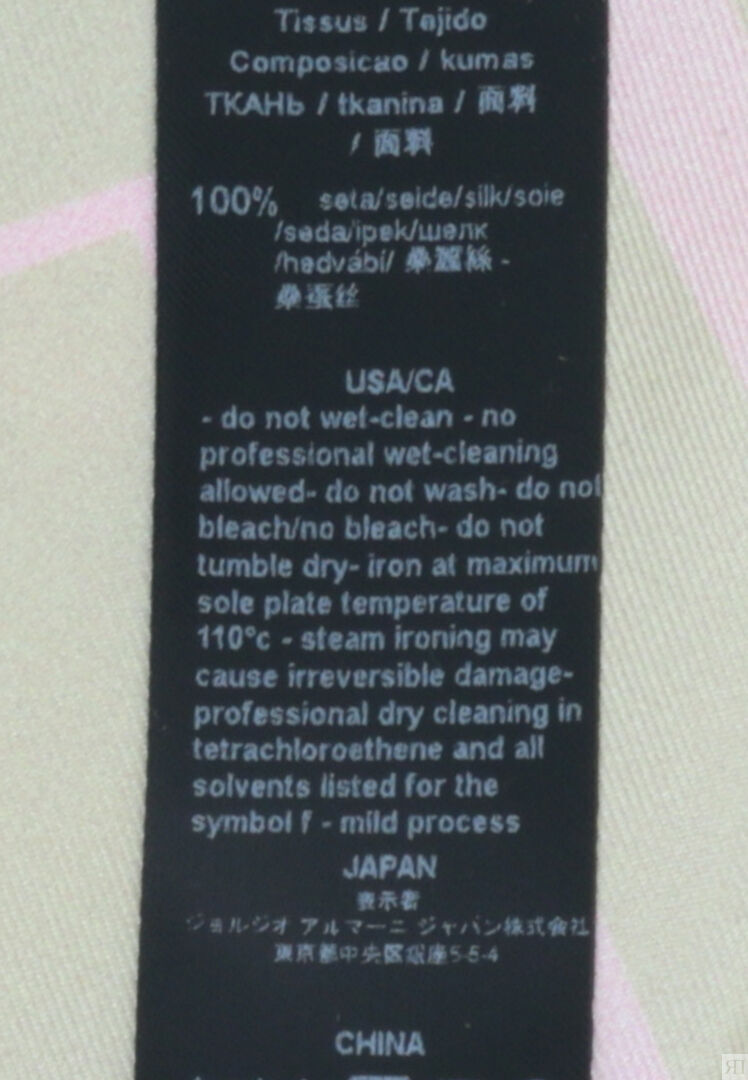 Tissus / Tejido
Composicao / kumas
ТКАНЬ / tkanina / 面料
/ 面料
100% seta/seide/silk/soie
/seda/ipek/шелк
/hedvábí/ 桑蠶絲 -
桑蚕丝
USA/CA
- do not wet-clean - no
professional wet-cleaning
allowed- do not wash- do not
bleach/no bleach- do not
tumble dry- iron at maximum
sole plate temperature of
110°c - steam ironing may
cause irreversible damage-
professional dry cleaning in
tetrachloroethene and all
solvents listed for the
symbol f - mild process
JAPAN
表示者
ジョルジオ アルマーニ ジャパン株式会社
東京都中央区銀座5-5-4
CHINA